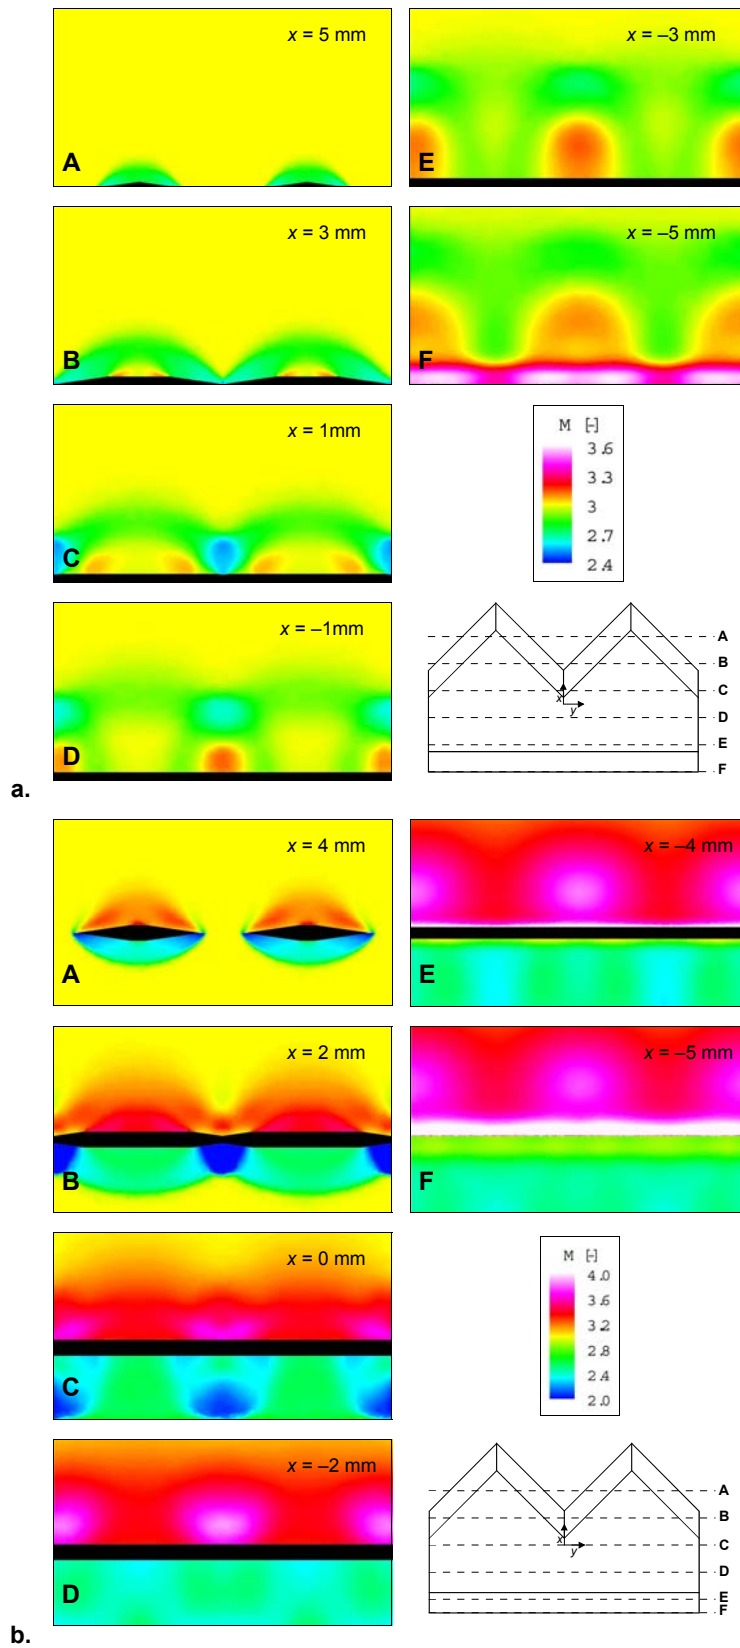 x = 5 mm
A
x = –3 mm
E
x = 3 mm
B
x = –5 mm
F
x = 1mm
C
M [-]
3.6
3.3
3
2.7
2.4
x = –1mm
D
A
B
C
D
E
F
x
y
a.
x = 4 mm
A
x = –4 mm
E
x = 2 mm
B
x = –5 mm
F
x = 0 mm
C
M [-]
4.0
3.6
3.2
2.8
2.4
2.0
x = –2 mm
D
A
B
C
D
E
F
x
y
b.